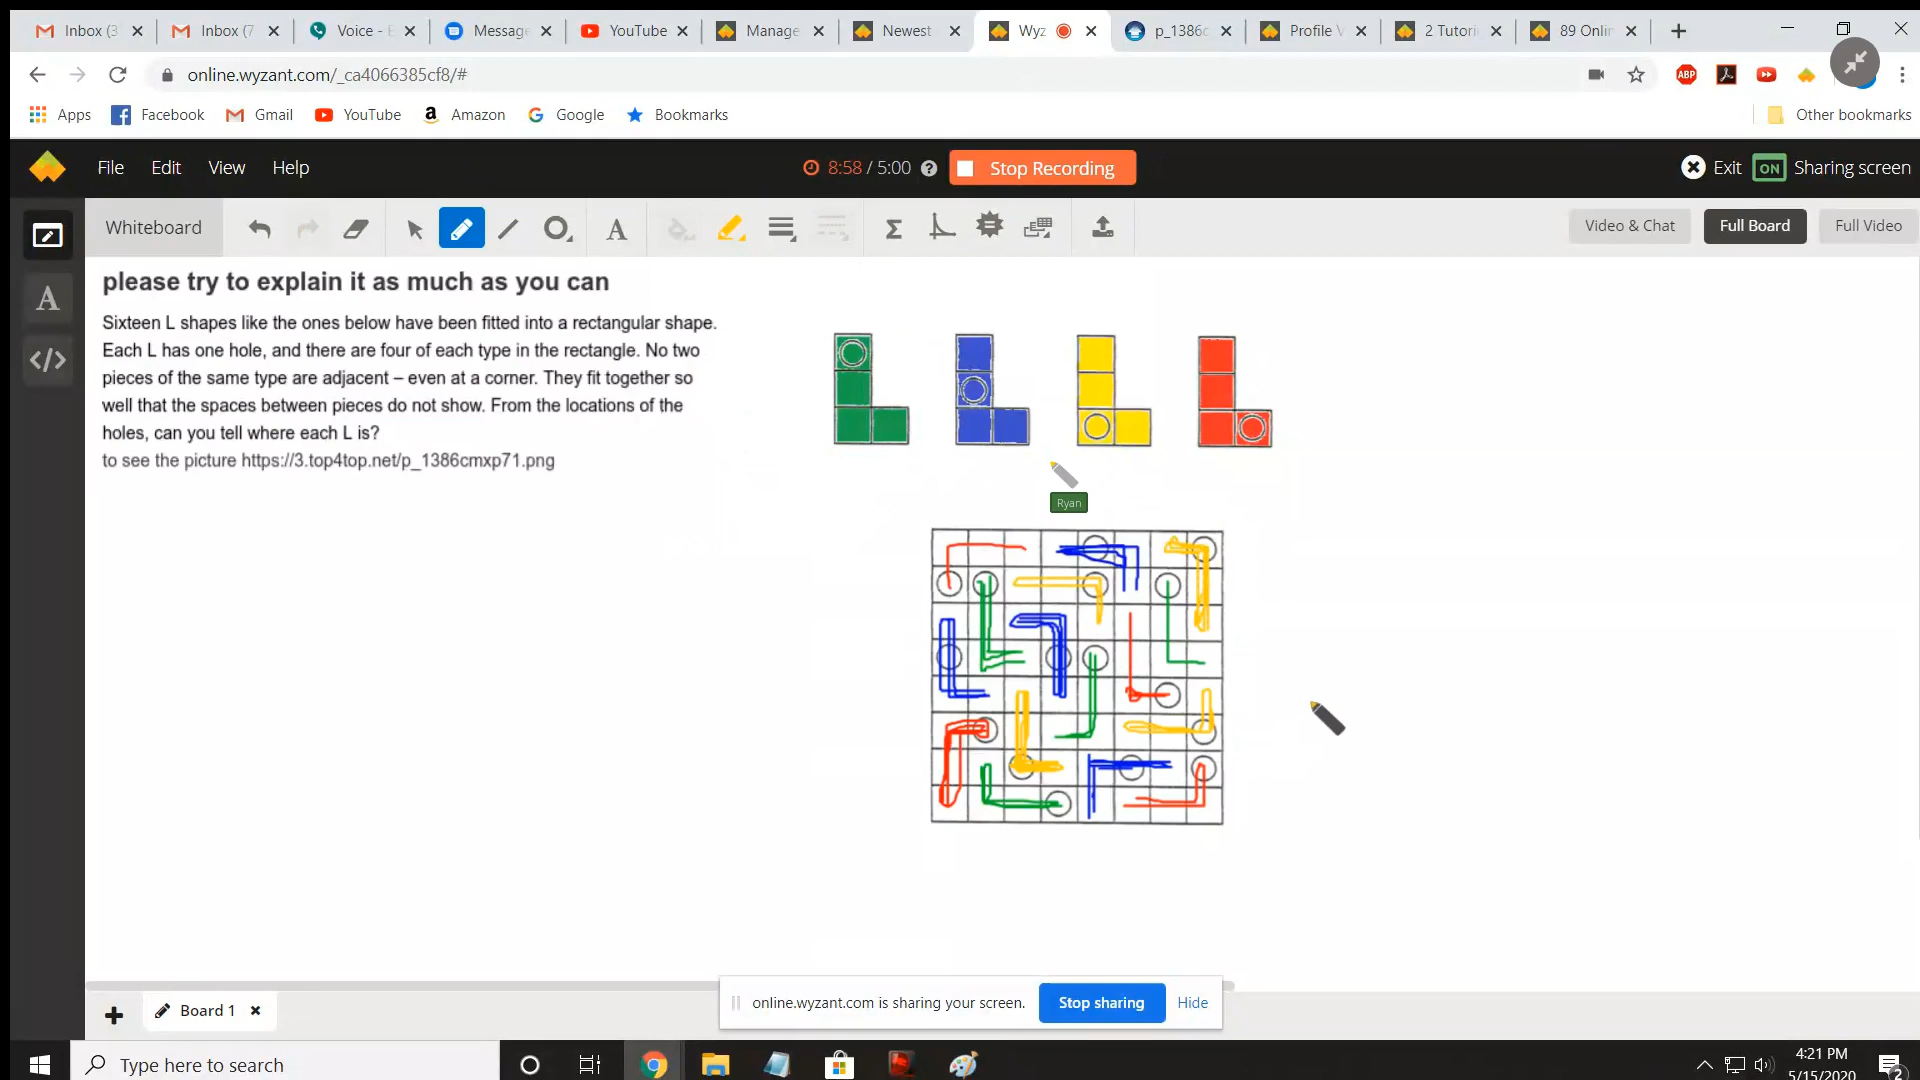 Inbox (3
Inbox (7
Voice -
Message
YouTube
Manage
Newest
Wyz
p_1386c
Profile V
2 Tutori
89 Onlin
online.wyzant.com/_ca4066385cf8/#
ABP
Apps
Facebook
Gmail
YouTube
Amazon
Google
Bookmarks
Other bookmarks
File
Edit
View
Help
8:58 / 5:00
Stop Recording
Exit
ON
Sharing screen
Whiteboard
Video & Chat
Full Board
Full Video
please try to explain it as much as you can
Sixteen L shapes like the ones below have been fitted into a rectangular shape.
Each L has one hole, and there are four of each type in the rectangle. No two
pieces of the same type are adjacent – even at a corner. They fit together so
well that the spaces between pieces do not show. From the locations of the
holes, can you tell where each L is?
to see the picture https://3.top4top.net/p_1386cmxp71.png
Ryan
online.wyzant.com is sharing your screen.
Stop sharing
Hide
Board 1
Type here to search
4:21 PM
5/15/2020
2